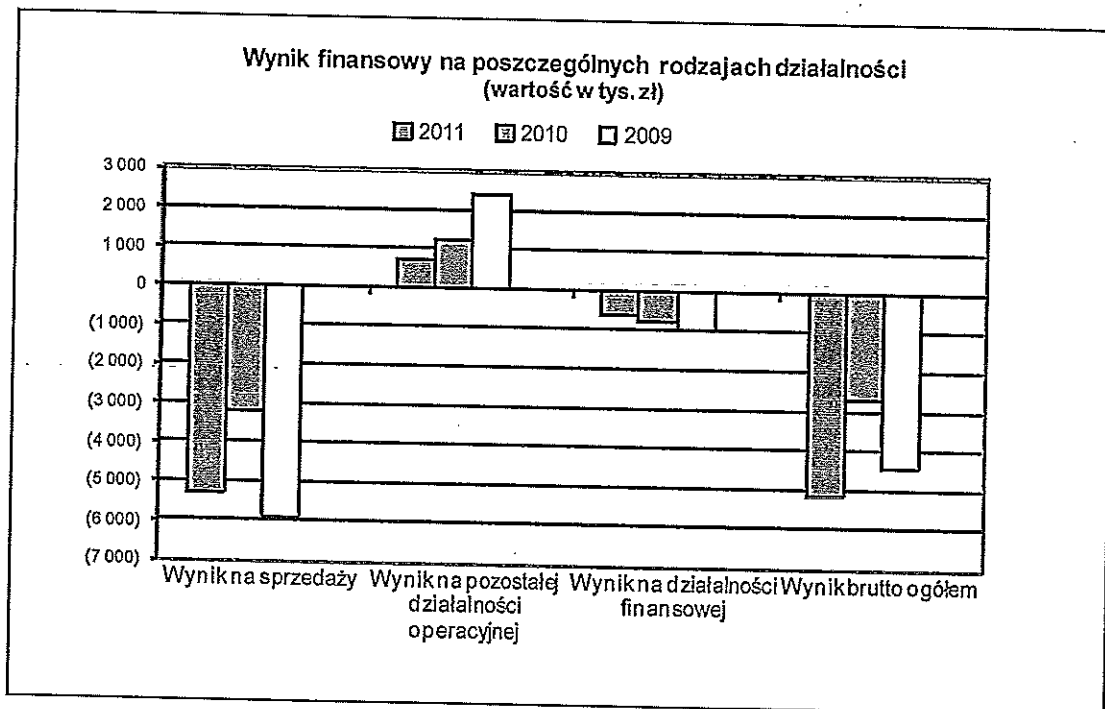 Wynik finansowy na poszczególnych rodzajach działalności
(wartość w tys. zł)
2011 2010 2009
3 000
2 000
1 000
0
(1 000)
(2 000)
(3 000)
(4 000)
(5 000)
(6 000)
(7 000)
Wynik na sprzedaży
Wynik na pozostałej
działalności
operacyjnej
Wynik na działalności
finansowej
Wynik brutto ogółem